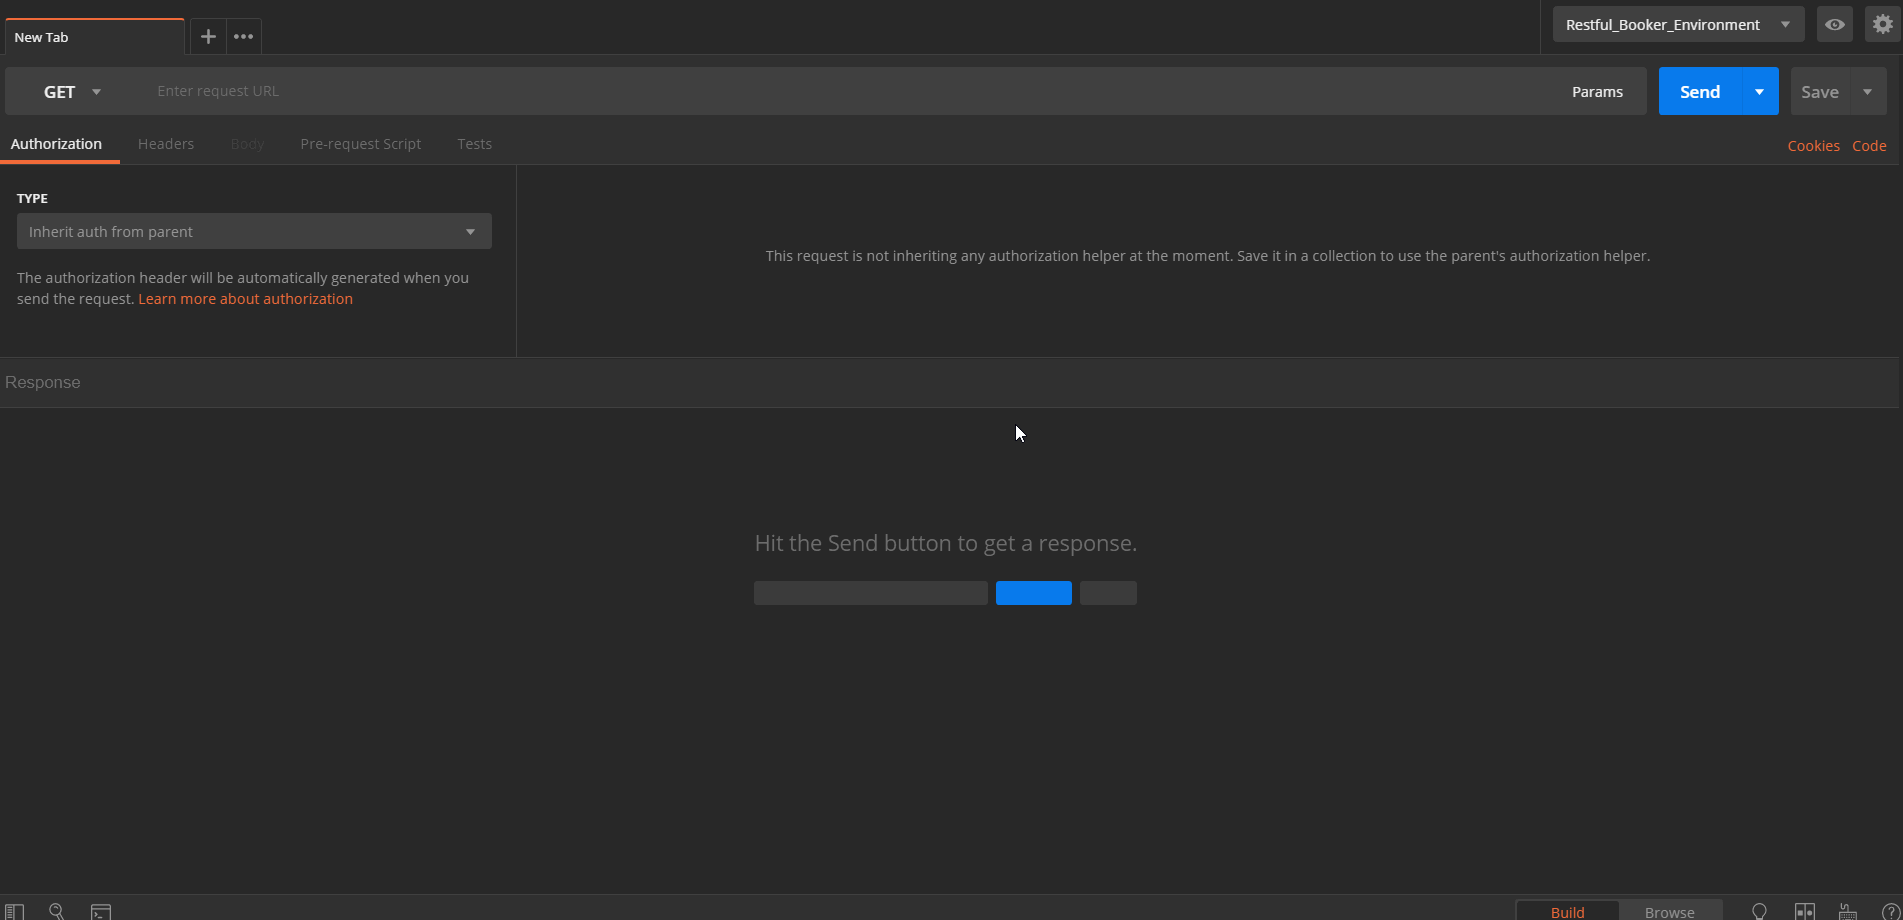 New Tab
Restful_Booker_Environment
GET
Enter request URL
Params
Send
Save
Authorization
Headers
Body
Pre-request Script
Tests
Cookies
Code
TYPE
Inherit auth from parent
The authorization header will be automatically generated when you
send the request. Learn more about authorization
This request is not inheriting any authorization helper at the moment. Save it in a collection to use the parent's authorization helper.
Response
Hit the Send button to get a response.
Build
Browse